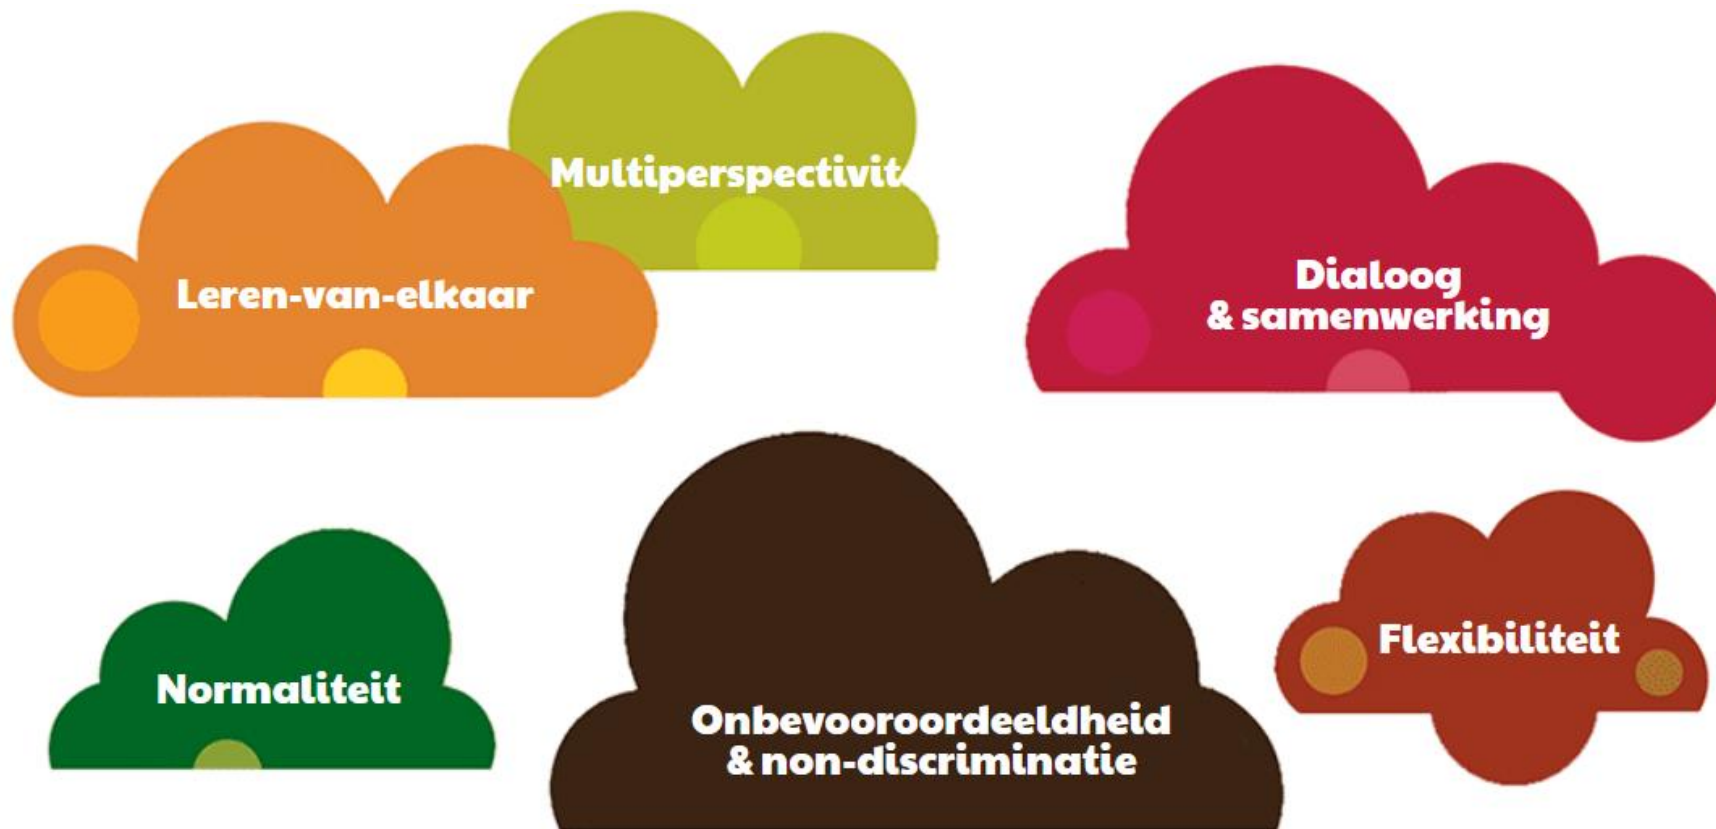 Multiperspectivit
Leren-van-elkaar
Dialoog
& samenwerking
Normaliteit
Onbevooroordeeldheid
& non-discriminatie
Flexibiliteit